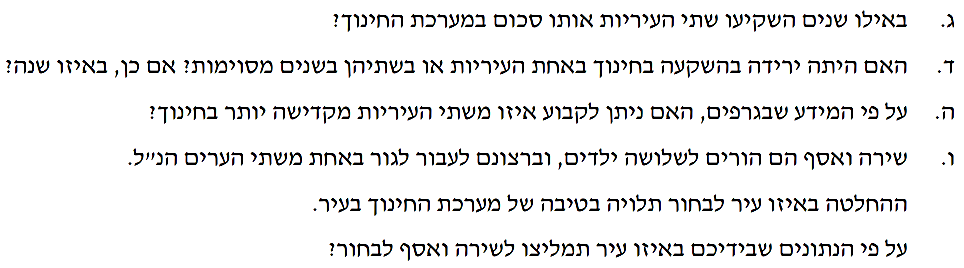 ג. באילו שנים השקיעו שתי העיריות אותו סכום במערכת החינוך?
ד. האם היתה ירידה בהשקעה בחינוך באחת העיריות או בשתיהן בשנים מסוימות? אם כן, באיזו שנה?
ה. על פי המידע שבגרפים, האם ניתן לקבוע איזו משתי העיריות מקדישה יותר בחינוך?
ו. שירה ואסף הם הורים לשלושה ילדים, וברצונם לעבור לגור באחת משתי הערים הנ״ל.
ההחלטה באיזו עיר לבחור תלויה בטיבה של מערכת החינוך בעיר.
על פי הנתונים שבידיכם באיזו עיר תמליצו לשירה ואסף לבחור?